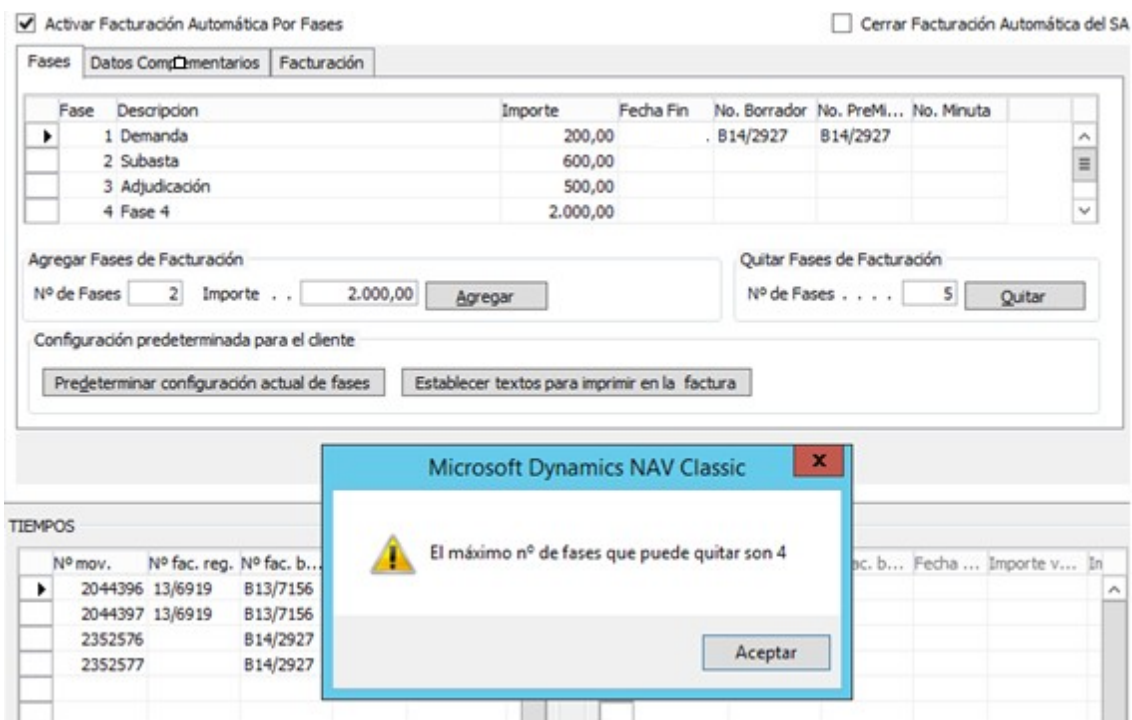 Activar Facturación Automática Por Fases Cerrar Facturación Automática del SA
Fases Datos Complementarios Facturación
Fase Descripcion Importe Fecha Fin No. Borrador No. PreMi... No. Minuta
1 Demanda 200,00 . B14/2927 B14/2927
2 Subasta 600,00
3 Adjudicación 500,00
4 Fase 4 2.000,00
Agregar Fases de Facturación Quitar Fases de Facturación
Nº de Fases 2 Importe . . 2.000,00 Agregar Nº de Fases . . . . 5 Quitar
Configuración predeterminada para el cliente
Predeterminar configuración actual de fases Establecer textos para imprimir en la factura
Microsoft Dynamics NAV Classic x
El máximo nº de fases que puede quitar son 4
Aceptar
TIEMPOS
Nº mov. Nº fac. reg. Nº fac. b... ac. b... Fecha ... Importe v... In
2044396 13/6919 B13/7156
2044397 13/6919 B13/7156
2352576 B14/2927
2352577 B14/2927